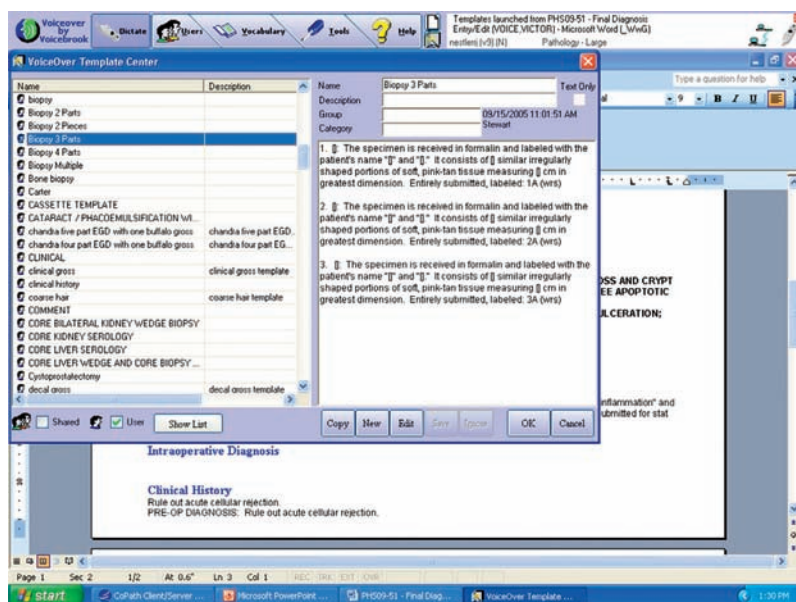 Voiceover
by
Voicebrook
Dictate
Users
Vocabulary
Tools
Help
Templates launched from PHS09-51 - Final Diagnosis
Entry/Edit (VOICE,VICTOR) - Microsoft Word (_WwG)
Pathology - Large
VoiceOver Template Center
Type a question for help
9 B I U
Name Description
biopsy
Biopsy 2 Parts
Biopsy 2 Pieces
Biopsy 3 Parts
Biopsy 4 Parts
Biopsy Multiple
Bone biopsy
Carter
CASSETTE TEMPLATE
CATARACT / PHACOEMULSIFICATION WI...
chandra five part EGD with one buffalo gross chandra five part EGD...
chandra four part EGD with one buffalo gross chandra four part EG...
CLINICAL
clinical gross clinical gross template
clinical history
coarse hair coarse hair template
COMMENT
CORE BILATERAL KIDNEY WEDGE BIOPSY
CORE KIDNEY SEROLOGY
CORE LIVER SEROLOGY
CORE LIVER WEDGE AND CORE BIOPSY ...
Cystoprostatectomy
decal gross decal gross template
Shared User Show List
Name Biopsy 3 Parts Text Only
Description
Group 09/15/2005 11:01:51 AM
Category Stewart
1. []: The specimen is received in formalin and labeled with the
patient's name "[]" and "[]." It consists of [] similar irregularly
shaped portions of soft, pink-tan tissue measuring [] cm in
greatest dimension. Entirely submitted, labeled: 1A (wrs)
2. []: The specimen is received in formalin and labeled with the
patient's name "[]" and "[]." It consists of [] similar irregularly
shaped portions of soft, pink-tan tissue measuring [] cm in
greatest dimension. Entirely submitted, labeled: 2A (wrs)
3. []: The specimen is received in formalin and labeled with the
patient's name "[]" and "[]." It consists of [] similar irregularly
shaped portions of soft, pink-tan tissue measuring [] cm in
greatest dimension. Entirely submitted, labeled: 3A (wrs)
Copy New Edit Save OK Cancel
OSS AND CRYPT
EE APOPTOTIC
ULCERATION;
nflammation" and
ubmitted for stat
Intraoperative Diagnosis
Clinical History
Rule out acute cellular rejection.
PRE-OP DIAGNOSIS: Rule out acute cellular rejection.
Page 1 Sec 2 1/2 At 0.6" Ln 3 Col 1 REC TRK EXT OVR
start CoPath Client/Server ... Microsoft PowerPoint ... PHS09-51 - Final Diag... VoiceOver Template ... 1:30 PM